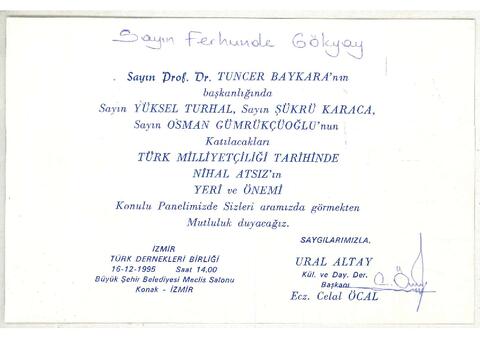 Sayın Ferhunde Gökyay
Sayın Prof. Dr. TUNCER BAYKARA'nın
başkanlığında
Sayın YÜKSEL TURHAL, Sayın ŞÜKRÜ KARACA,
Sayın OSMAN GÜMRÜKÇÜOĞLU'nun
Katılacakları
TÜRK MİLLİYETÇİLİĞİ TARİHİNDE
NİHAL ATSIZ'ın
YERİ ve ÖNEMİ
Konulu Panelimizde Sizleri aramızda görmekten
Mutluluk duyacağız.
İZMİR
TÜRK DERNEKLERİ BİRLİĞİ
16-12-1995 Saat 14.00
Büyük Şehir Belediyesi Meclis Salonu
Konak - İZMİR
SAYGILARIMIZLA.
URAL ALTAY
Kül. ve Day. Der.
Başkanı
Ecz. Celal ÖCAL